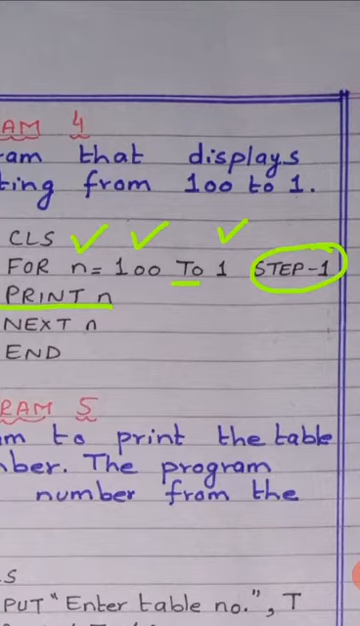 AM 4
am that displays
ting from 100 to 1.
CLS
FOR n = 100 TO 1 STEP-1
PRINT n
NEXT n
END
RAM 5
m to print the table
ber. The program
number from the
S
PUT "Enter table no.", T